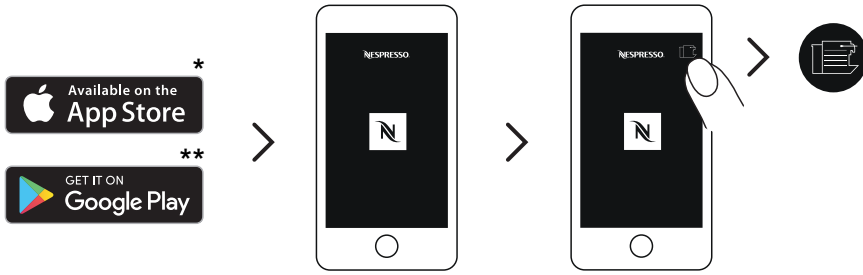 *
Available on the
App Store
**
GET IT ON
Google Play
NESPRESSO
N
NESPRESSO
N